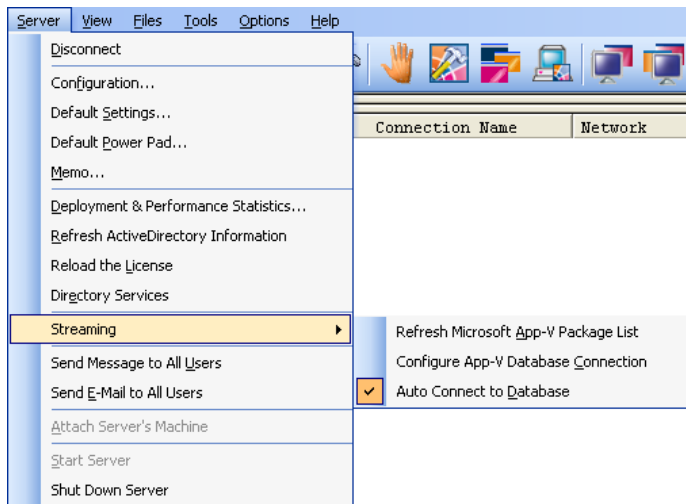 Server View Files Tools Options Help
Disconnect
Configuration...
Default Settings...
Default Power Pad...
Memo...
Deployment & Performance Statistics...
Refresh ActiveDirectory Information
Reload the License
Directory Services
Streaming
Send Message to All Users
Send E-Mail to All Users
Attach Server's Machine
Start Server
Shut Down Server
Connection Name Network
Refresh Microsoft App-V Package List
Configure App-V Database Connection
Auto Connect to Database